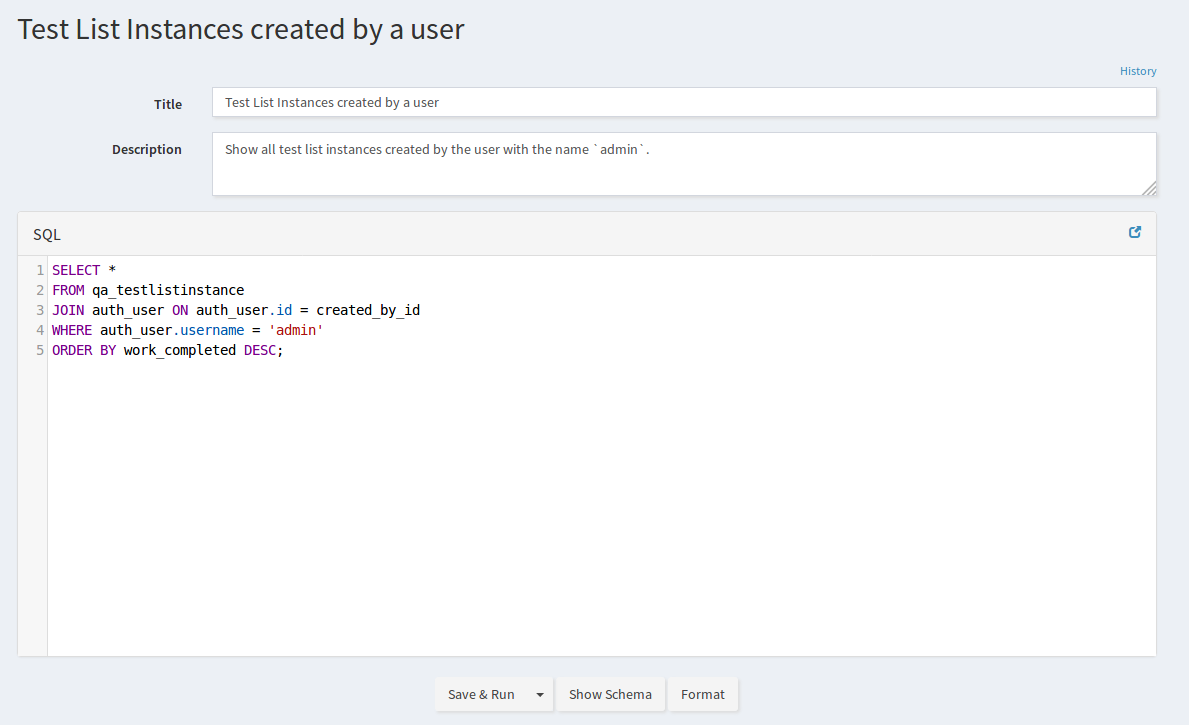 Test List Instances created by a user
History
Title
Test List Instances created by a user
Description
Show all test list instances created by the user with the name `admin`.
SQL
1 SELECT *
2 FROM qa_testlistinstance
3 JOIN auth_user ON auth_user.id = created_by_id
4 WHERE auth_user.username = 'admin'
5 ORDER BY work_completed DESC;
Save & Run
Show Schema
Format